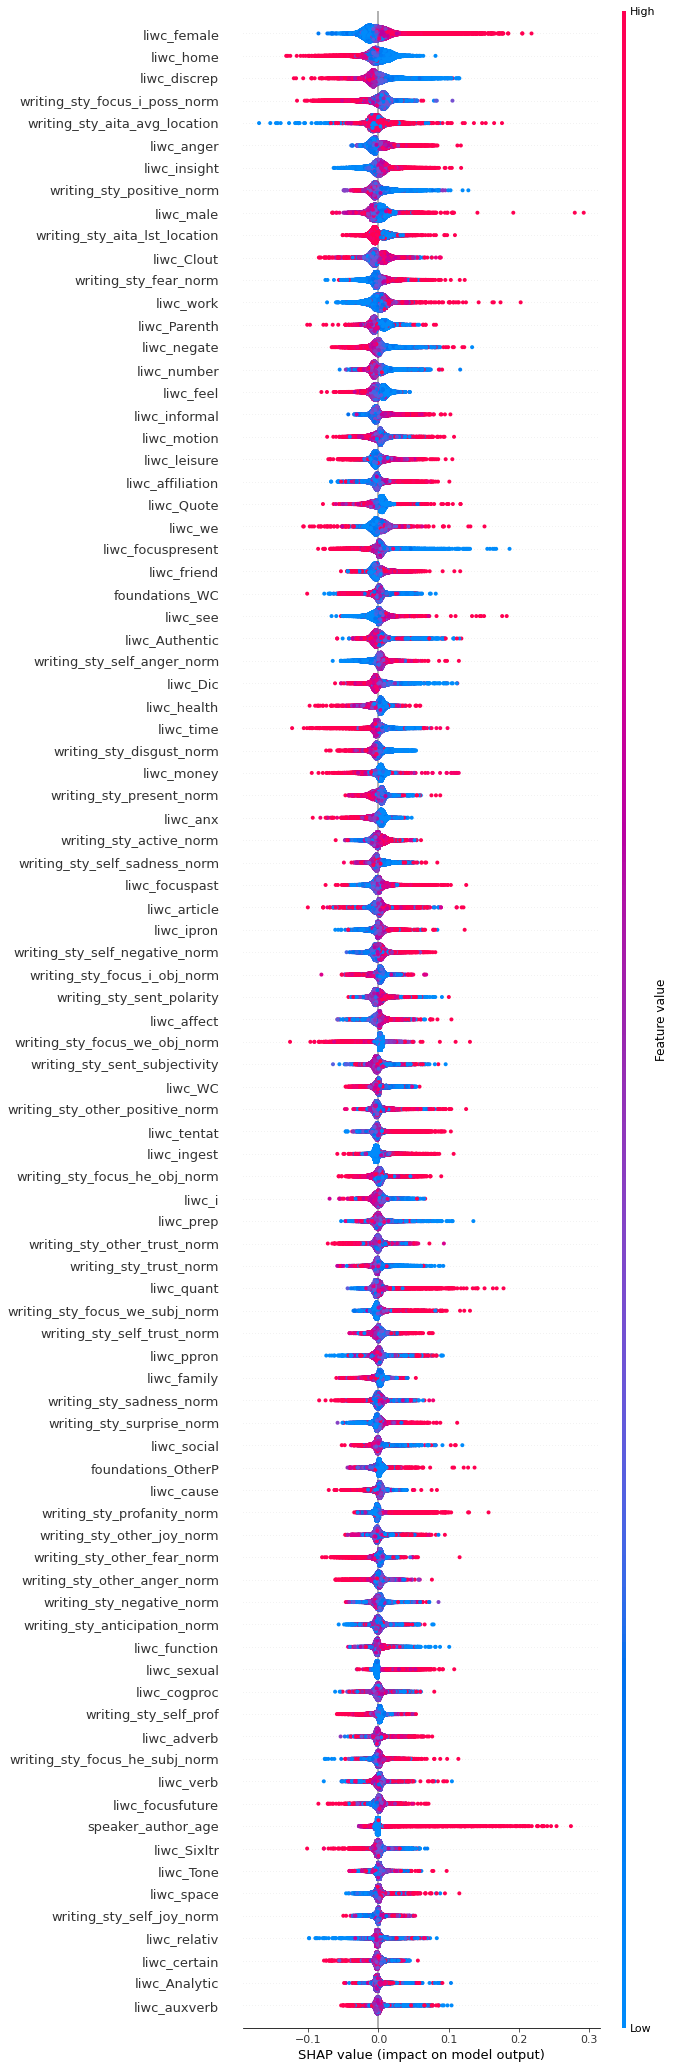 High
liwc_female
liwc_home
liwc_discrep
writing_sty_focus_i_poss_norm
writing_sty_aita_avg_location
liwc_anger
liwc_insight
writing_sty_positive_norm
liwc_male
writing_sty_aita_lst_location
liwc_Clout
writing_sty_fear_norm
liwc_work
liwc_Parenth
liwc_negate
liwc_number
liwc_feel
liwc_informal
liwc_motion
liwc_leisure
liwc_affiliation
liwc_Quote
liwc_we
liwc_focuspresent
liwc_friend
foundations_WC
liwc_see
liwc_Authentic
writing_sty_self_anger_norm
liwc_Dic
liwc_health
liwc_time
writing_sty_disgust_norm
liwc_money
writing_sty_present_norm
liwc_anx
writing_sty_active_norm
writing_sty_self_sadness_norm
liwc_focuspast
liwc_article
liwc_ipron
writing_sty_self_negative_norm
writing_sty_focus_i_obj_norm
writing_sty_sent_polarity
liwc_affect
writing_sty_focus_we_obj_norm
writing_sty_sent_subjectivity
liwc_WC
writing_sty_other_positive_norm
liwc_tentat
liwc_ingest
writing_sty_focus_he_obj_norm
liwc_i
liwc_prep
writing_sty_other_trust_norm
writing_sty_trust_norm
liwc_quant
writing_sty_focus_we_subj_norm
writing_sty_self_trust_norm
liwc_ppron
liwc_family
writing_sty_sadness_norm
writing_sty_surprise_norm
liwc_social
foundations_OtherP
liwc_cause
writing_sty_profanity_norm
writing_sty_other_joy_norm
writing_sty_other_fear_norm
writing_sty_other_anger_norm
writing_sty_negative_norm
writing_sty_anticipation_norm
liwc_function
liwc_sexual
liwc_cogproc
writing_sty_self_prof
liwc_adverb
writing_sty_focus_he_subj_norm
liwc_verb
liwc_focusfuture
speaker_author_age
liwc_Sixltr
liwc_Tone
liwc_space
writing_sty_self_joy_norm
liwc_relativ
liwc_certain
liwc_Analytic
liwc_auxverb
Feature value
Low
−0.1 0.0 0.1 0.2 0.3
SHAP value (impact on model output)